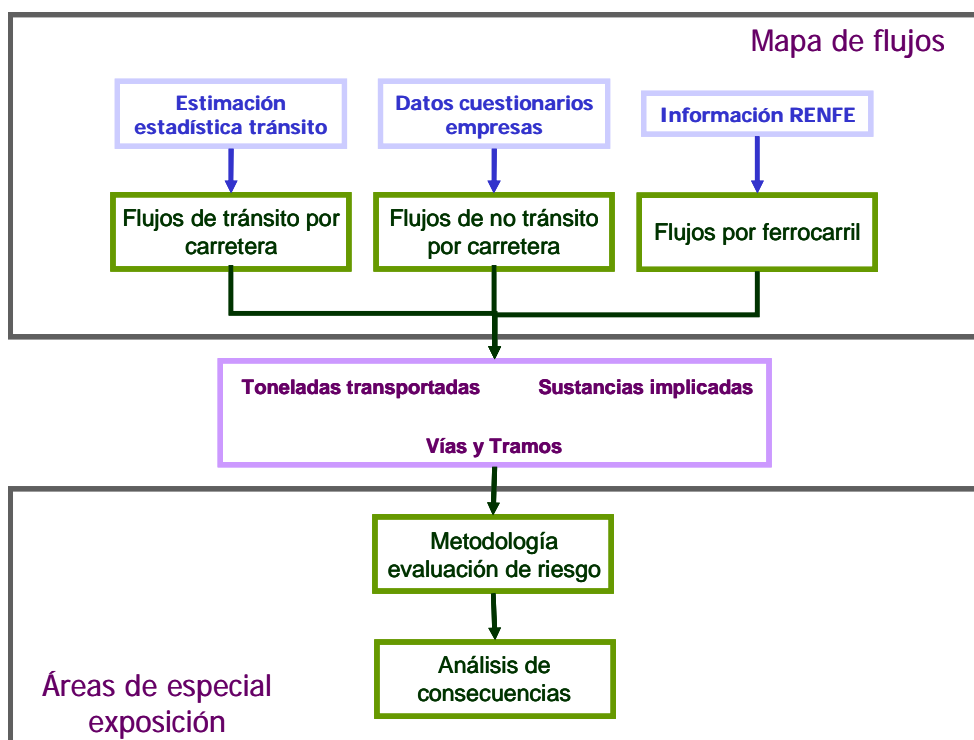 Mapa de flujos
Estimación
estadística tránsito
Datos cuestionarios
empresas
Información RENFE
Flujos de tránsito por
carretera
Flujos de no tránsito
por carretera
Flujos por ferrocarril
Toneladas transportadas
Sustancias implicadas
Vías y Tramos
Metodología
evaluación de riesgo
Análisis de
consecuencias
Áreas de especial
exposición